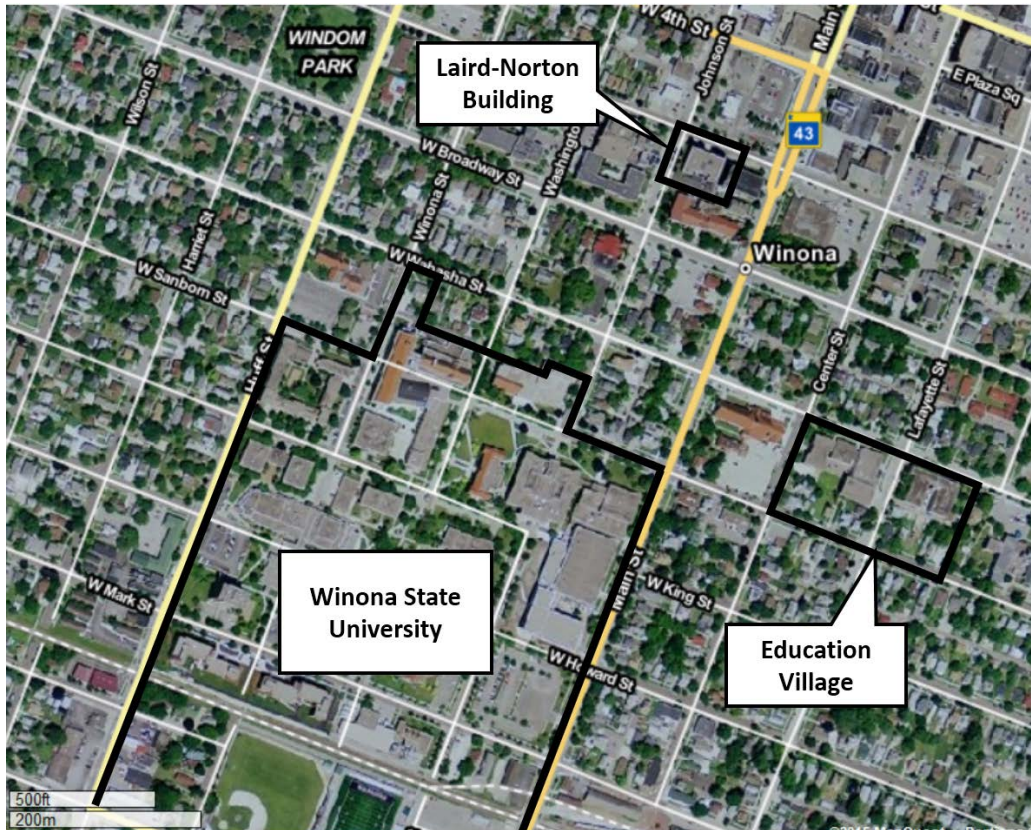 W 4th St
Johnson St
Main
WINDOM
PARK
E Plaza Sq
Laird-Norton
Building
Wilson St
43
W Broadway St
Washington
Winona St
Harriet St
W Wabasha St
Winona
W Sanborn St
Huff St
Center St
Lafayette St
Main St
W King St
W Mark St
Winona State
University
W Howard St
Education
Village
500ft
200m